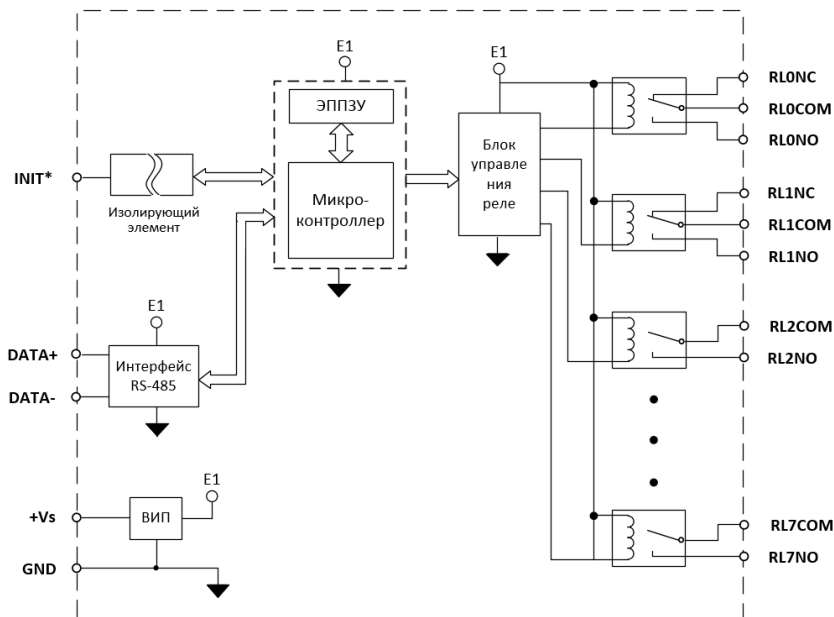 E1
E1
RL0NC
ЭППЗУ
RL0COM
Блок
управле
ния
реле
RL0NO
INIT*
Микро-
контроллер
RL1NC
Изолирующий
элемент
RL1COM
RL1NO
E1
RL2COM
DATA+
Интерфейс
RS-485
RL2NO
DATA-
E1
+Vs
ВИП
RL7COM
GND
RL7NO